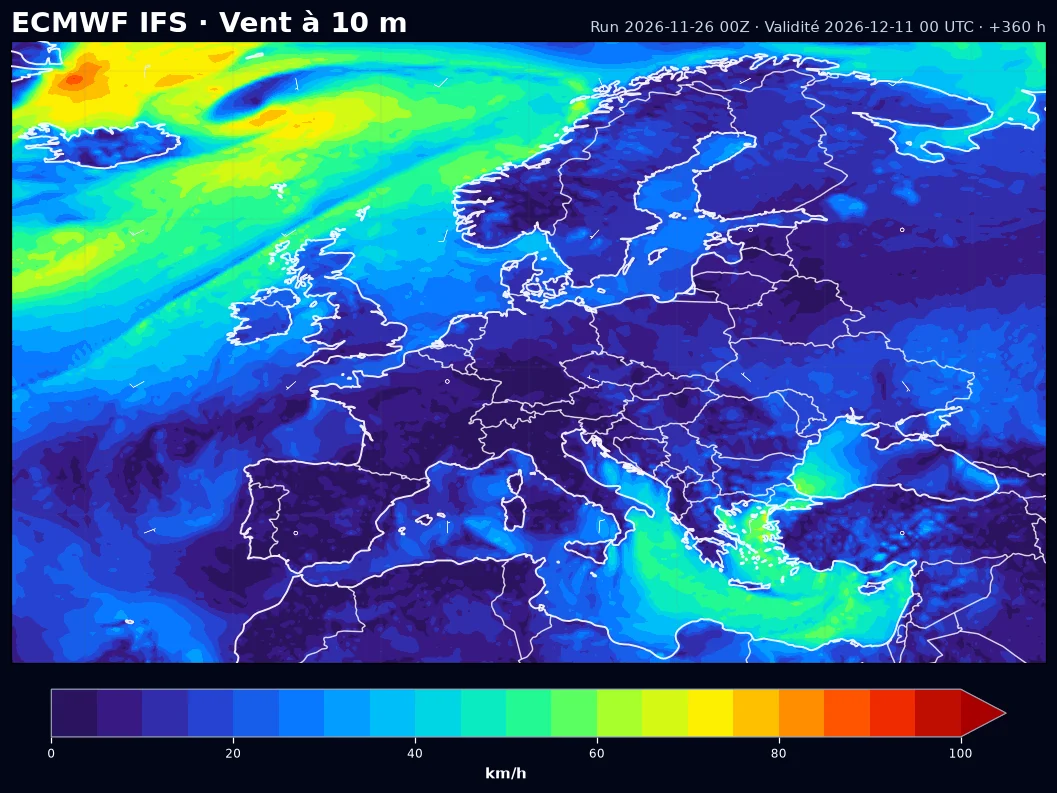 ECMWF IFS · Vent à 10 m
Run 2026-11-26 00Z · Validité 2026-12-11 00 UTC · +360 h
0 20 40 60 80 100
km/h